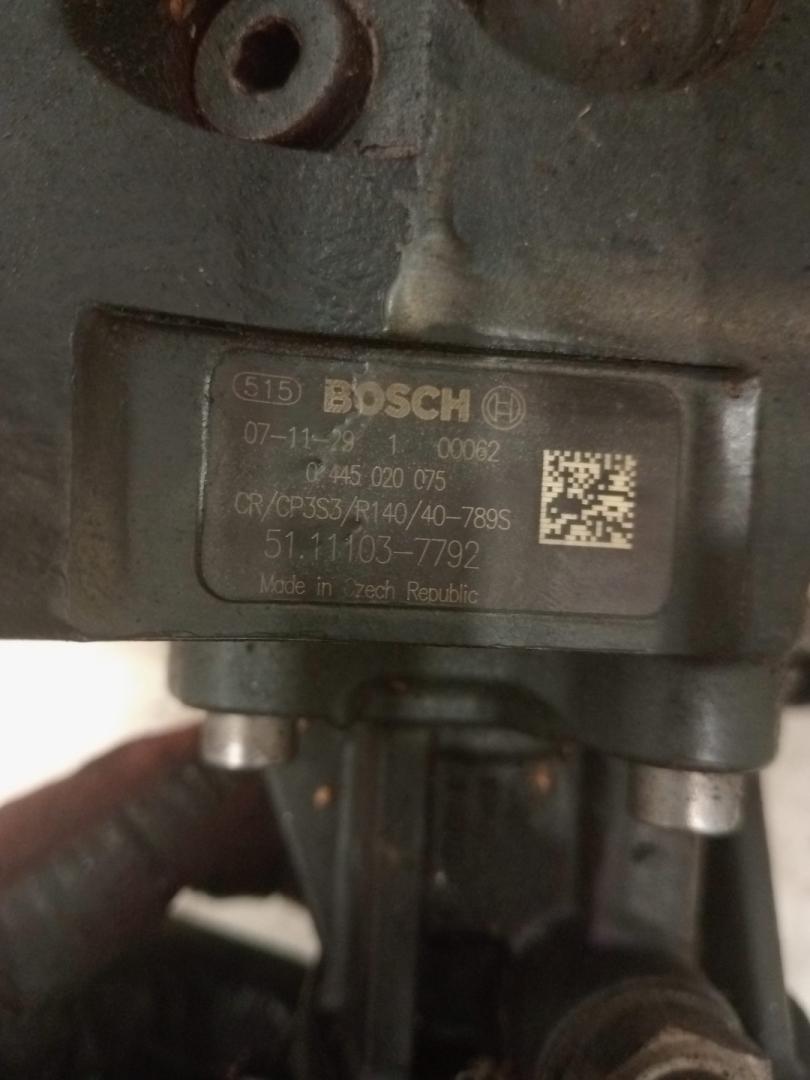 515 BOSCH
07-11-29 1 00062
0 445 020 075
CR/CP3S3/R140/40-789S
51.11103-7792
Made in Czech Republic